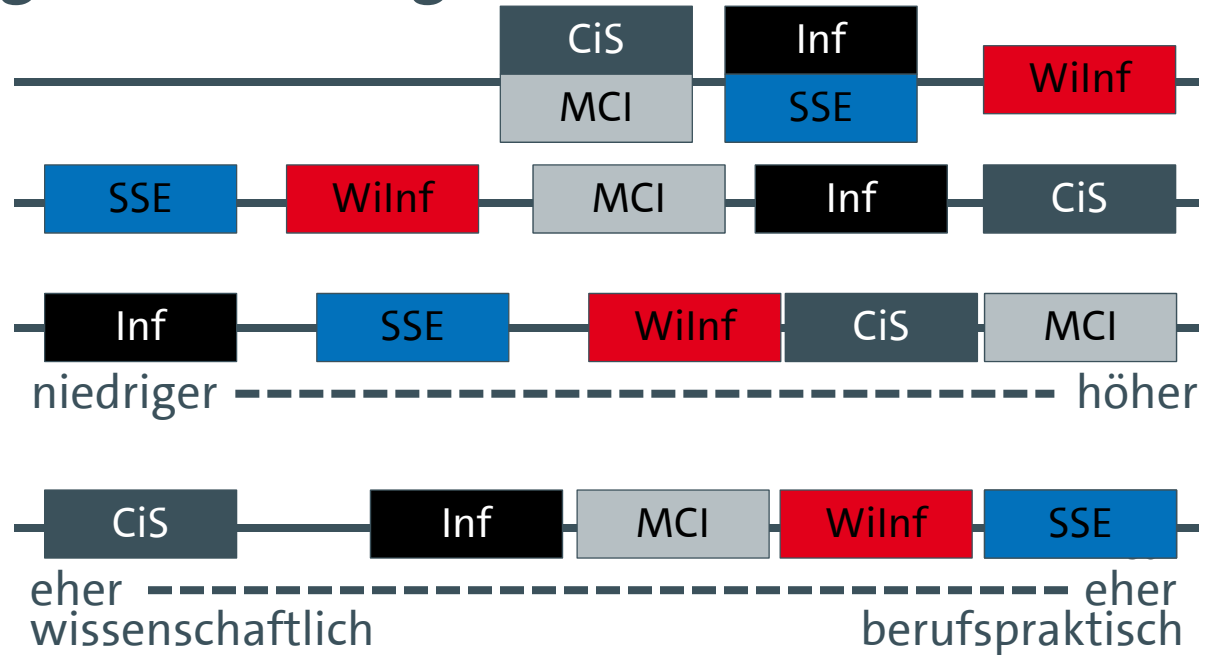 CiS Inf
WiInf
MCI SSE
SSE WiInf MCI Inf CiS
Inf SSE WiInf CiS MCI
niedriger höher
CiS Inf MCI WiInf SSE
eher eher
wissenschaftlich berufspraktisch